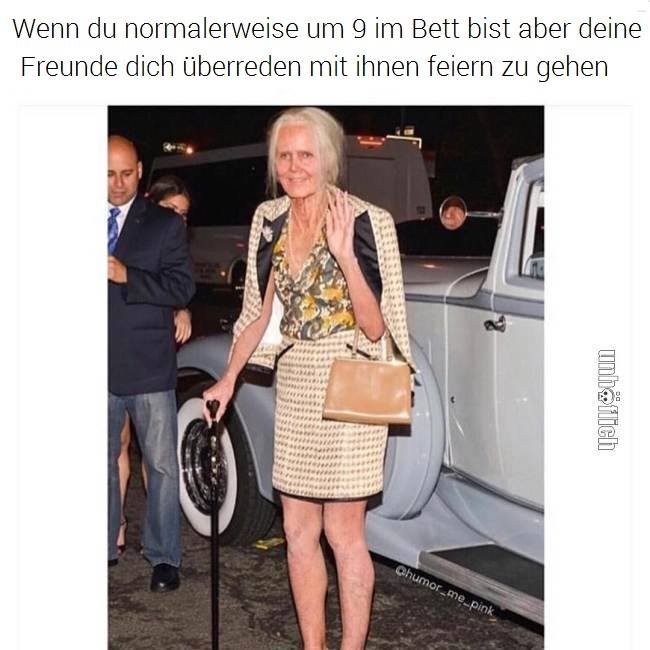 Wenn du normalerweise um 9 im Bett bist aber deine
Freunde dich überreden mit ihnen feiern zu gehen
unhöflich
@humor_me_pink